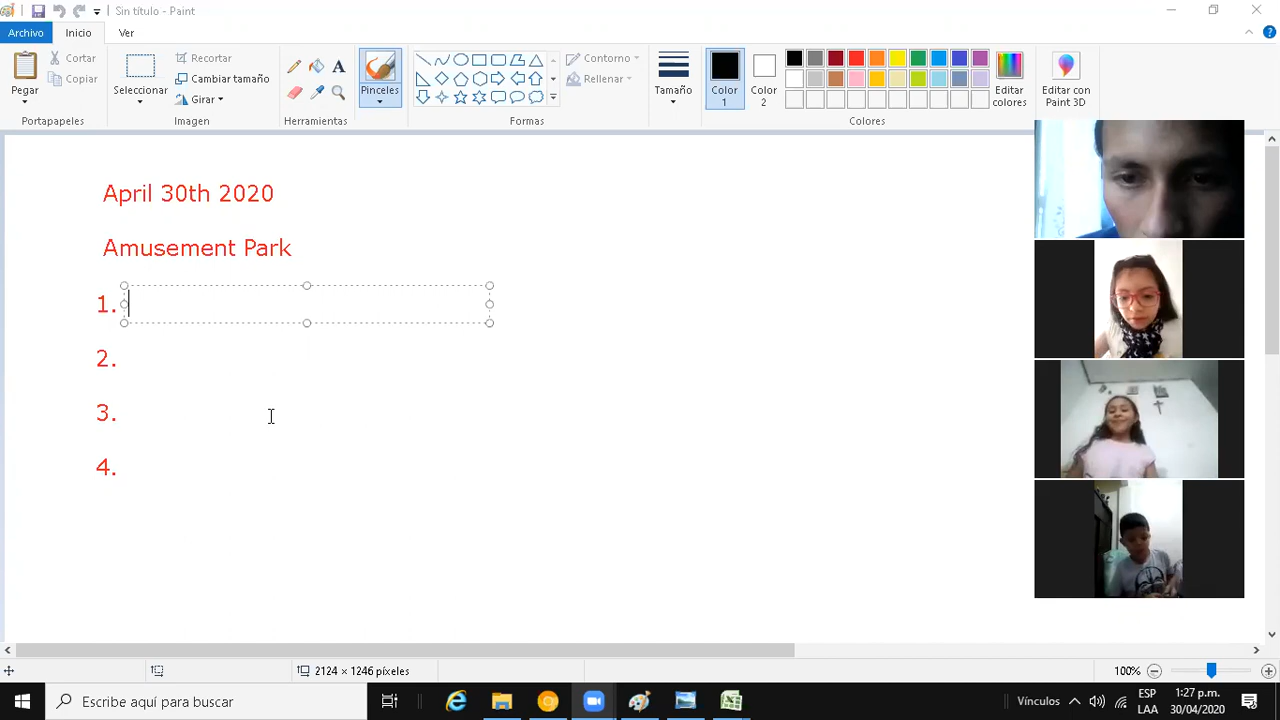 Sin título - Paint
Archivo
Inicio
Ver
Pegar
Cortar
Copiar
Portapapeles
Seleccionar
Recortar
Cambiar tamaño
Girar
Imagen
A
Herramientas
Pinceles
Contorno
Rellenar
Formas
Tamaño
Color 1
Color 2
Editar colores
Colores
Editar con Paint 3D
April 30th 2020
Amusement Park
1.
2.
3.
4.
2124 × 1246 píxeles
100%
Escribe aquí para buscar
Vínculos
ESP
LAA
1:27 p.m.
30/04/2020